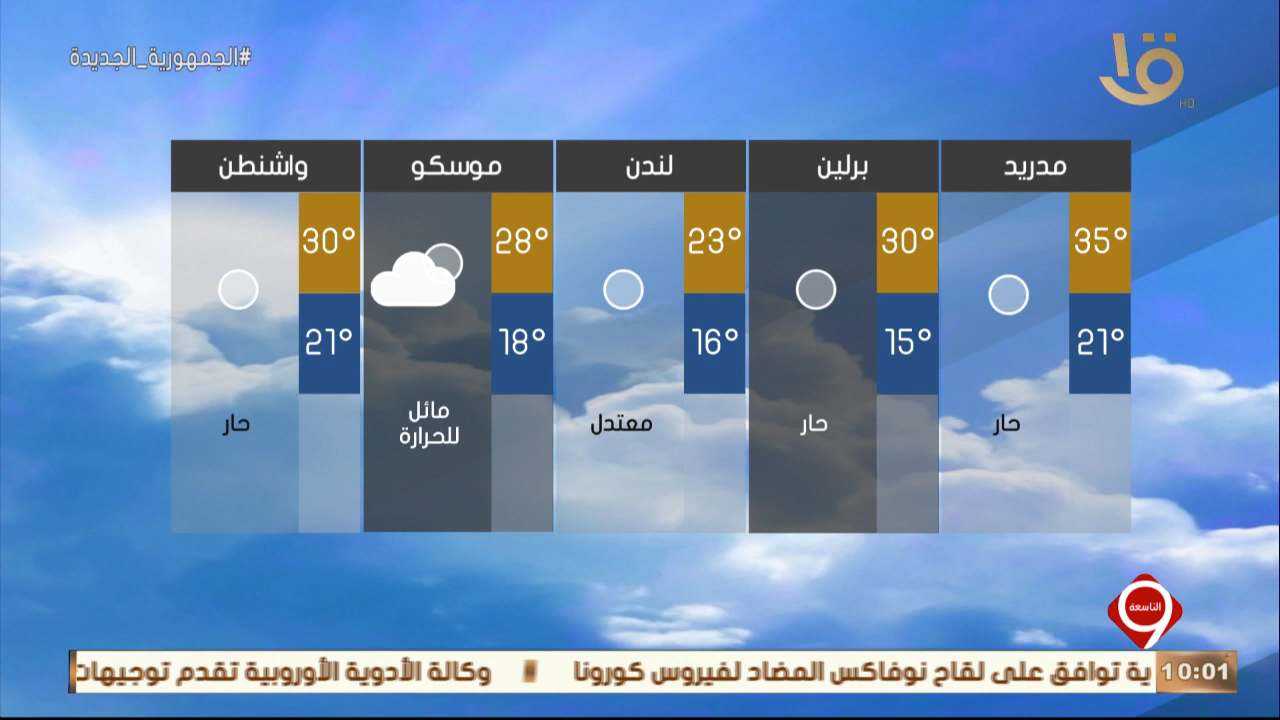 #الجمهورية_الجديدة
HD
مدريد
35°
21°
حار
برلين
30°
15°
حار
لندن
23°
16°
معتدل
موسكو
28°
18°
مائل
للحرارة
واشنطن
30°
21°
حار
التاسعة
9
10:01
ية توافق على لقاح نوفاكس المضاد لفيروس كورونا
وكالة الأدوية الأوروبية تقدم توجيهات